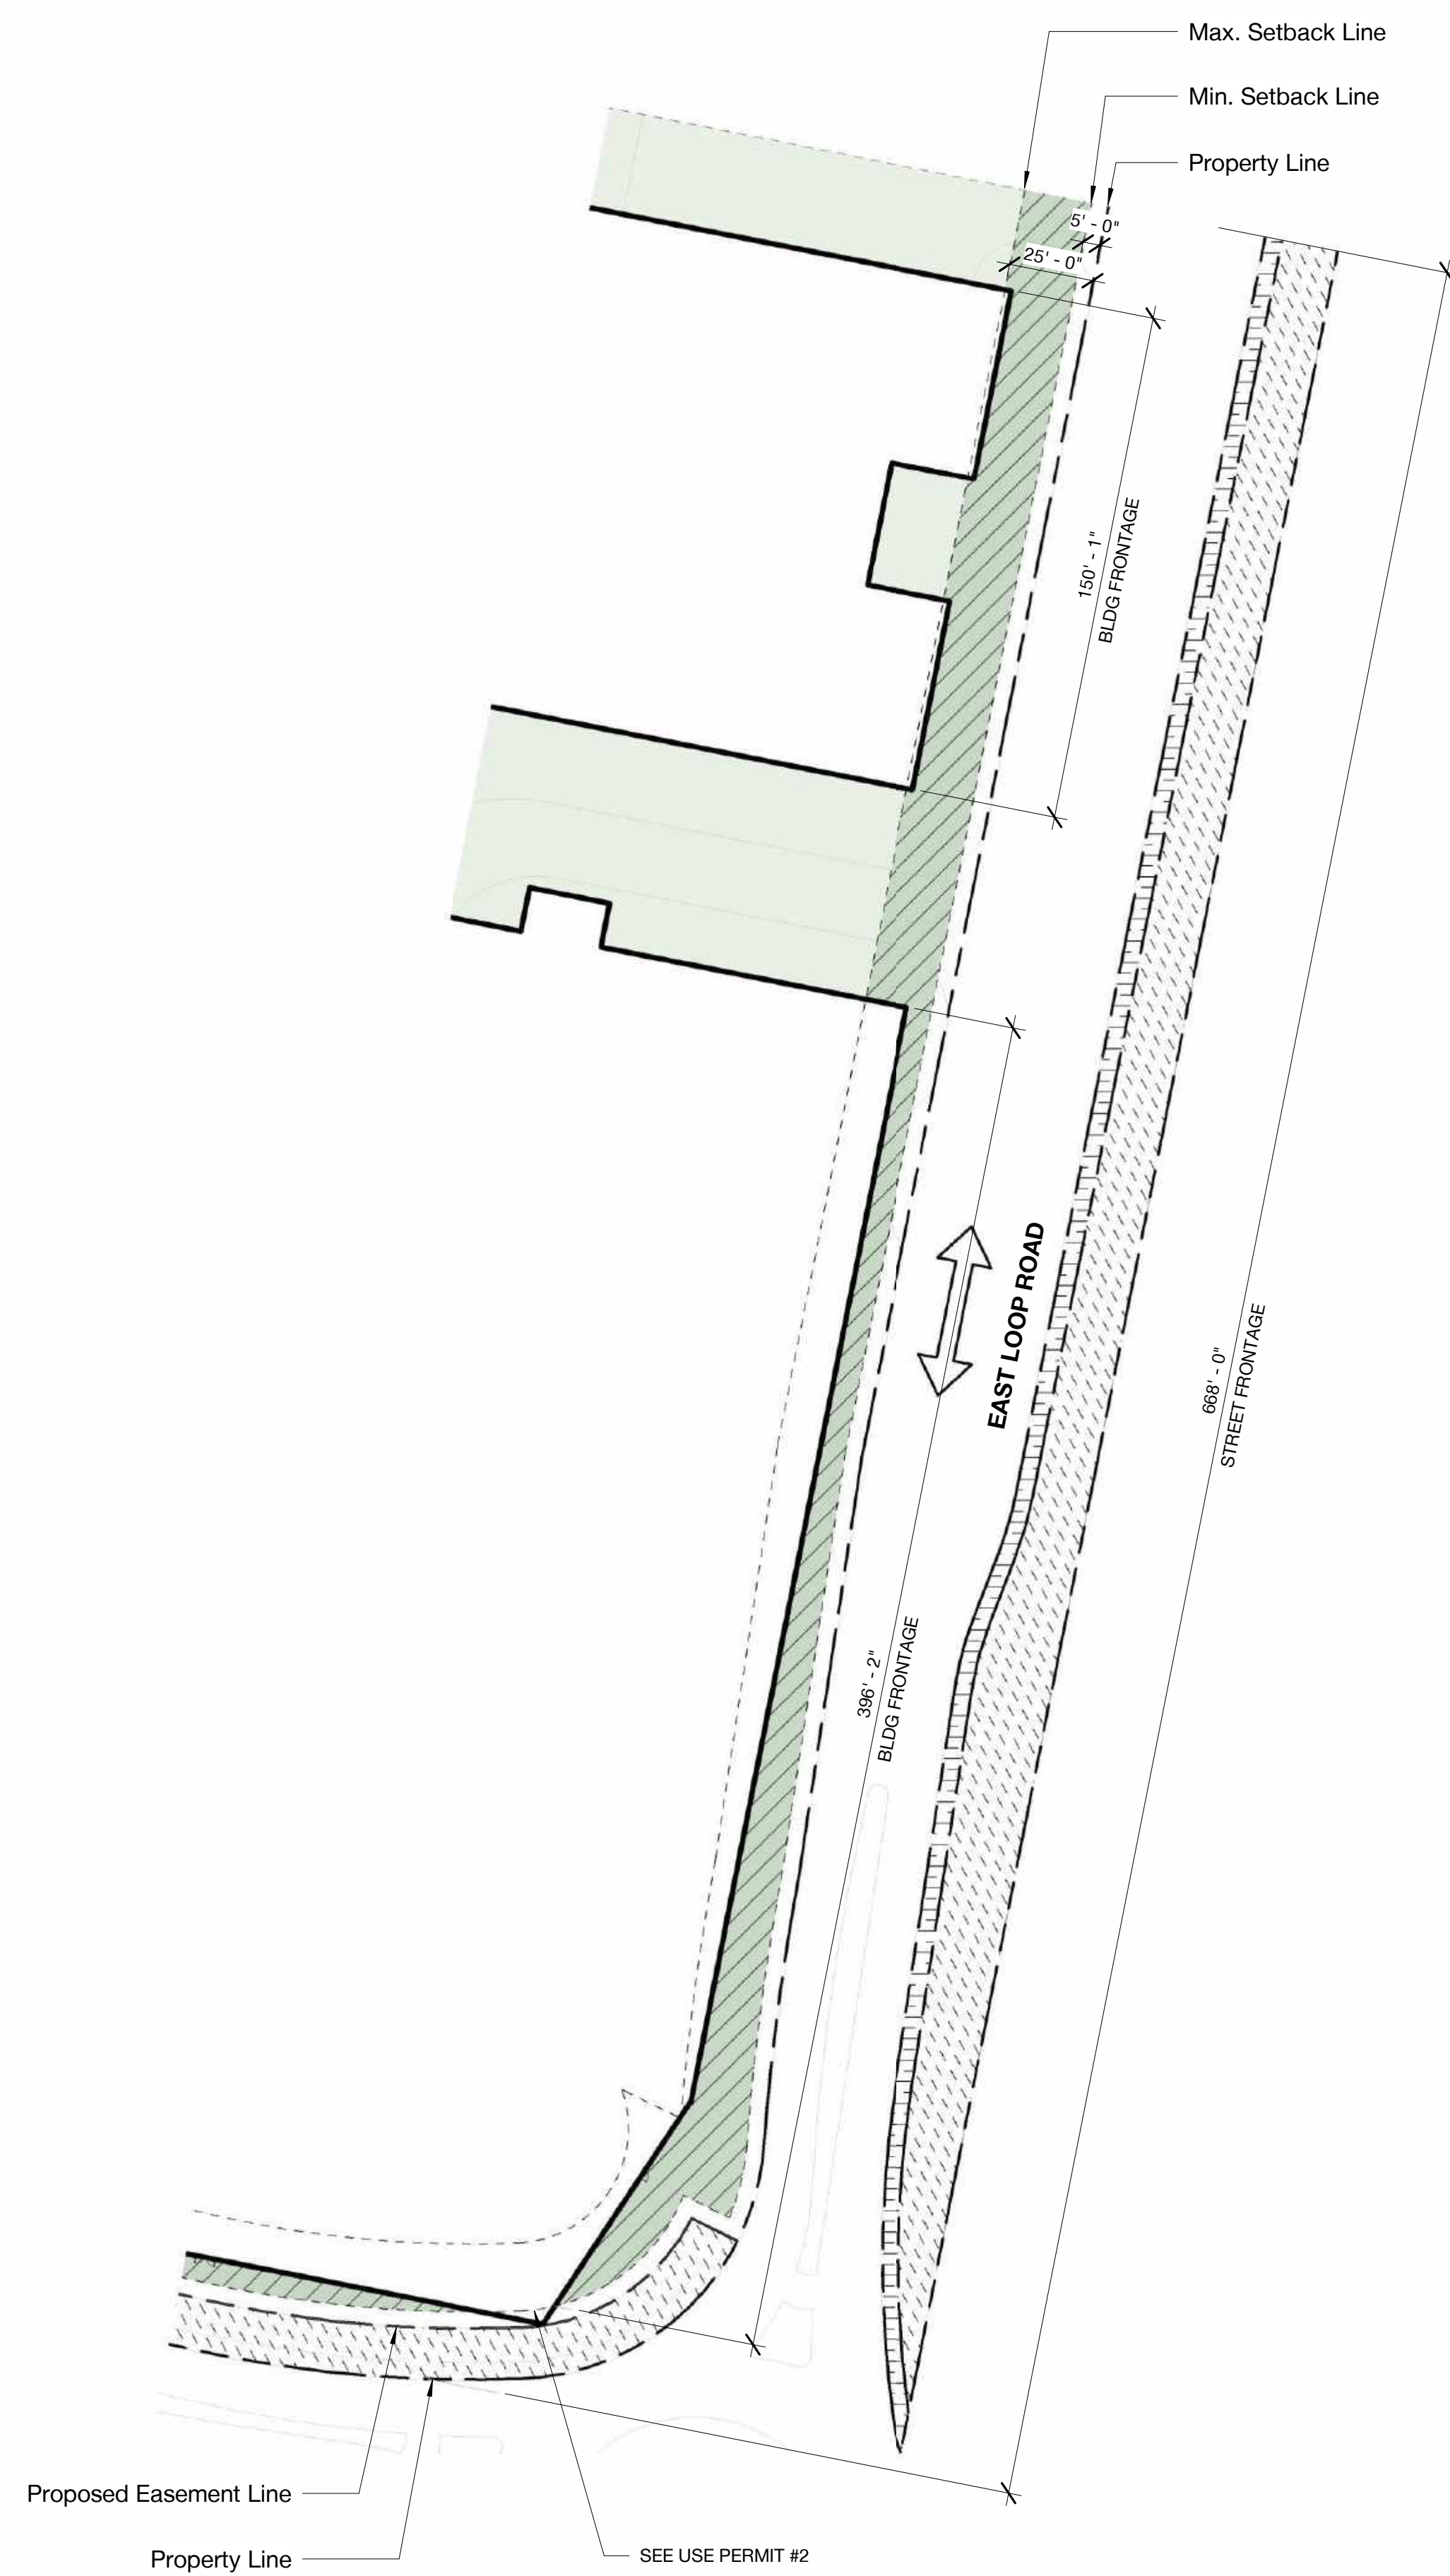 Max. Setback Line
Min. Setback Line
Property Line
5' - 0"
25' - 0"
150' - 1"
BLDG FRONTAGE
EAST LOOP ROAD
668' - 0"
STREET FRONTAGE
396' - 2"
BLDG FRONTAGE
Proposed Easement Line
Property Line
SEE USE PERMIT #2